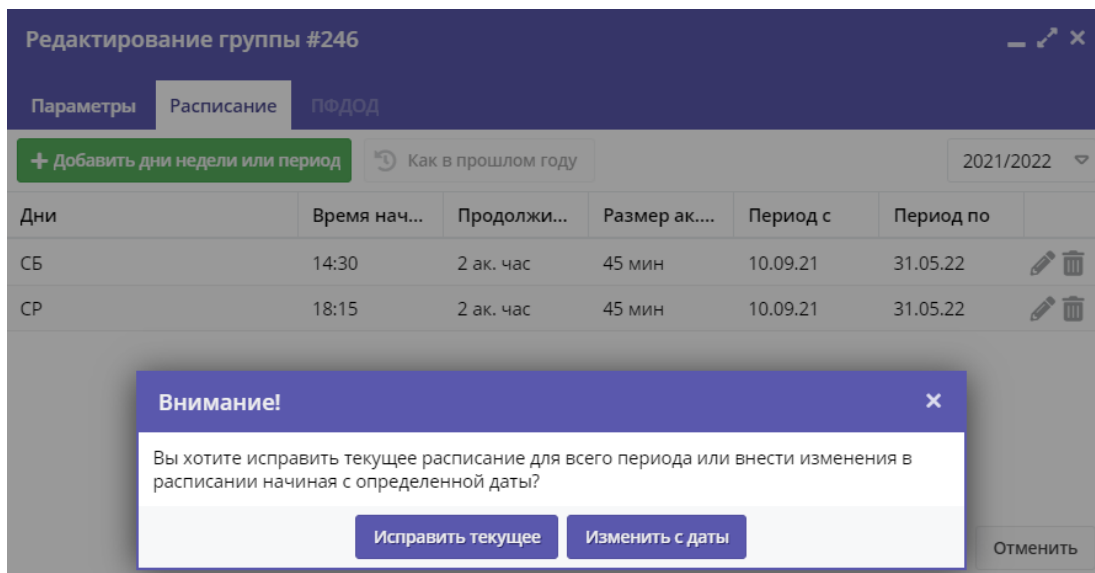 Редактирование группы #246
Параметры Расписание ПФДОД
Добавить дни недели или период Как в прошлом году 2021/2022
Дни Время нач... Продолжи... Размер ак.... Период с Период по
СБ 14:30 2 ак. час 45 мин 10.09.21 31.05.22
СР 18:15 2 ак. час 45 мин 10.09.21 31.05.22
Внимание!
Вы хотите исправить текущее расписание для всего периода или внести изменения в
расписании начиная с определенной даты?
Исправить текущее Изменить с даты
Отменить